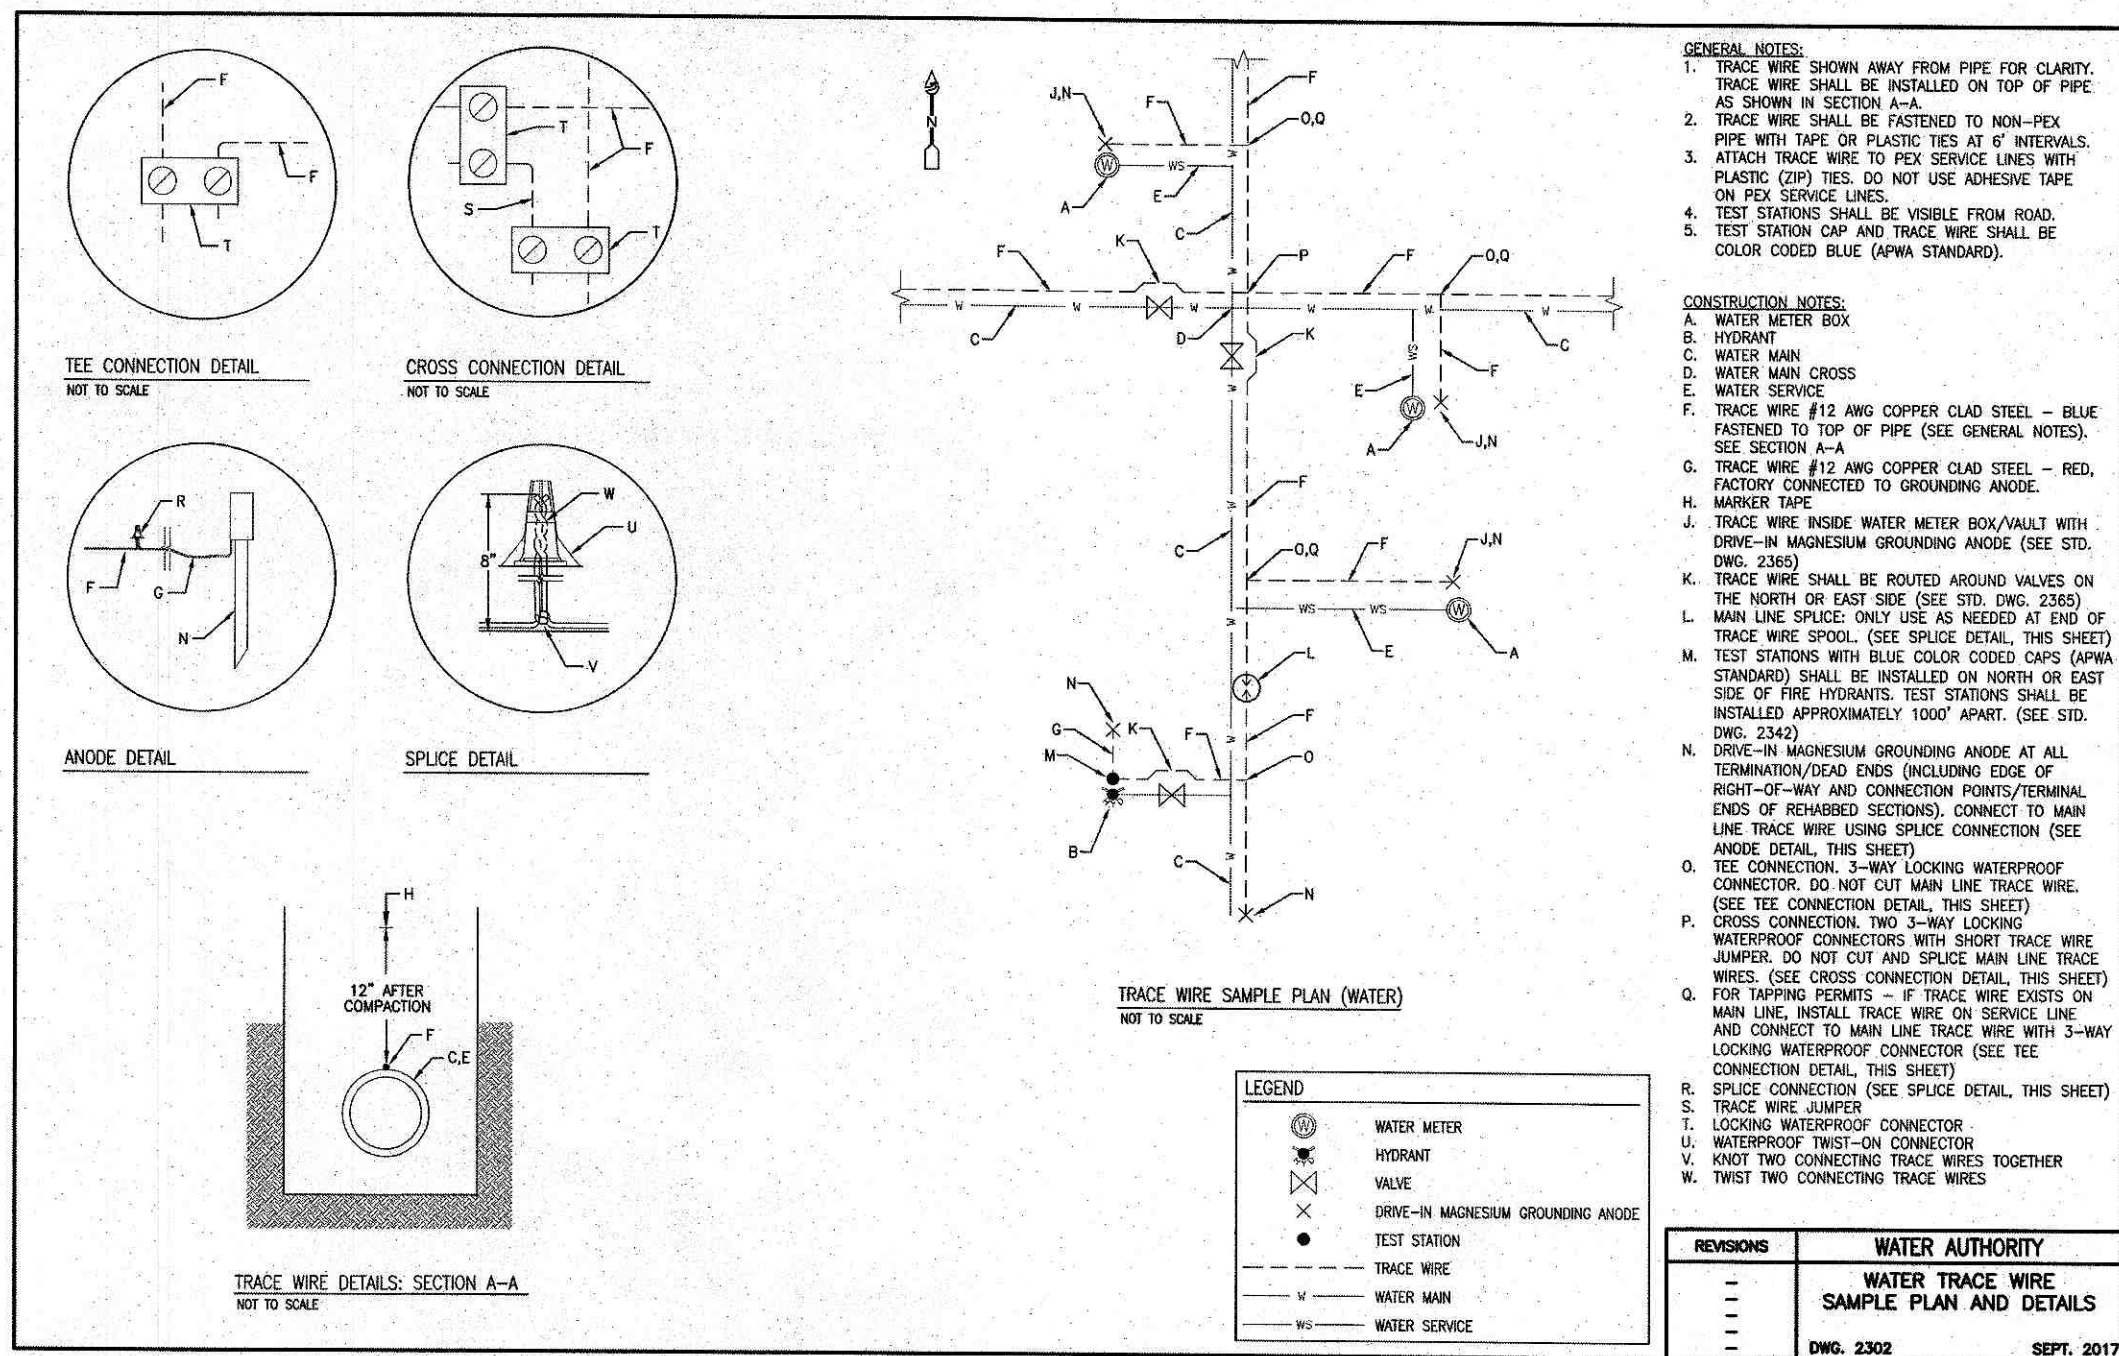 F
F
T
TEE CONNECTION DETAIL
NOT TO SCALE
T
F
S
T
CROSS CONNECTION DETAIL
NOT TO SCALE
R
F
G
N
ANODE DETAIL
W
U
8"
V
SPLICE DETAIL
H
12" AFTER
COMPACTION
F
C,E
TRACE WIRE DETAILS: SECTION A-A
NOT TO SCALE
N
F
J,N
F
O,Q
W
W
WS
A
E
C
W
F
K
P
F
O,Q
W
W
W
W
W
W
C
D
K
C
W
WS
F
E
W
A
J,N
W
F
C
O,Q
F
J,N
WS
WS
W
W
E
A
L
N
G
K
F
W
F
M
O
B
C
W
N
TRACE WIRE SAMPLE PLAN (WATER)
NOT TO SCALE
LEGEND
W WATER METER
HYDRANT
VALVE
DRIVE-IN MAGNESIUM GROUNDING ANODE
TEST STATION
TRACE WIRE
W WATER MAIN
WS WATER SERVICE
GENERAL NOTES:
1. TRACE WIRE SHOWN AWAY FROM PIPE FOR CLARITY.
TRACE WIRE SHALL BE INSTALLED ON TOP OF PIPE
AS SHOWN IN SECTION A-A.
2. TRACE WIRE SHALL BE FASTENED TO NON-PEX
PIPE WITH TAPE OR PLASTIC TIES AT 6' INTERVALS.
3. ATTACH TRACE WIRE TO PEX SERVICE LINES WITH
PLASTIC (ZIP) TIES. DO NOT USE ADHESIVE TAPE
ON PEX SERVICE LINES.
4. TEST STATIONS SHALL BE VISIBLE FROM ROAD.
5. TEST STATION CAP AND TRACE WIRE SHALL BE
COLOR CODED BLUE (APWA STANDARD).
CONSTRUCTION NOTES:
A. WATER METER BOX
B. HYDRANT
C. WATER MAIN
D. WATER MAIN CROSS
E. WATER SERVICE
F. TRACE WIRE #12 AWG COPPER CLAD STEEL - BLUE
FASTENED TO TOP OF PIPE (SEE GENERAL NOTES).
SEE SECTION A-A
G. TRACE WIRE #12 AWG COPPER CLAD STEEL - RED,
FACTORY CONNECTED TO GROUNDING ANODE.
H. MARKER TAPE
J. TRACE WIRE INSIDE WATER METER BOX/VAULT WITH
DRIVE-IN MAGNESIUM GROUNDING ANODE (SEE STD.
DWG. 2365)
K. TRACE WIRE SHALL BE ROUTED AROUND VALVES ON
THE NORTH OR EAST SIDE (SEE STD. DWG. 2365)
L. MAIN LINE SPLICE: ONLY USE AS NEEDED AT END OF
TRACE WIRE SPOOL. (SEE SPLICE DETAIL, THIS SHEET)
M. TEST STATIONS WITH BLUE COLOR CODED CAPS (APWA
STANDARD) SHALL BE INSTALLED ON NORTH OR EAST
SIDE OF FIRE HYDRANTS. TEST STATIONS SHALL BE
INSTALLED APPROXIMATELY 1000' APART. (SEE STD.
DWG. 2342)
N. DRIVE-IN MAGNESIUM GROUNDING ANODE AT ALL
TERMINATION/DEAD ENDS (INCLUDING EDGE OF
RIGHT-OF-WAY AND CONNECTION POINTS/TERMINAL
ENDS OF REHABBED SECTIONS). CONNECT TO MAIN
LINE TRACE WIRE USING SPLICE CONNECTION (SEE
ANODE DETAIL, THIS SHEET)
O. TEE CONNECTION. 3-WAY LOCKING WATERPROOF
CONNECTOR. DO NOT CUT MAIN LINE TRACE WIRE.
(SEE TEE CONNECTION DETAIL, THIS SHEET)
P. CROSS CONNECTION. TWO 3-WAY LOCKING
WATERPROOF CONNECTORS WITH SHORT TRACE WIRE
JUMPER. DO NOT CUT AND SPLICE MAIN LINE TRACE
WIRES. (SEE CROSS CONNECTION DETAIL, THIS SHEET)
Q. FOR TAPPING PERMITS - IF TRACE WIRE EXISTS ON
MAIN LINE, INSTALL TRACE WIRE ON SERVICE LINE
AND CONNECT TO MAIN LINE TRACE WIRE WITH 3-WAY
LOCKING WATERPROOF CONNECTOR (SEE TEE
CONNECTION DETAIL, THIS SHEET)
R. SPLICE CONNECTION (SEE SPLICE DETAIL, THIS SHEET)
S. TRACE WIRE JUMPER
T. LOCKING WATERPROOF CONNECTOR
U. WATERPROOF TWIST-ON CONNECTOR
V. KNOT TWO CONNECTING TRACE WIRES TOGETHER
W. TWIST TWO CONNECTING TRACE WIRES
REVISIONS
WATER AUTHORITY
WATER TRACE WIRE
SAMPLE PLAN AND DETAILS
DWG. 2302 SEPT. 2017